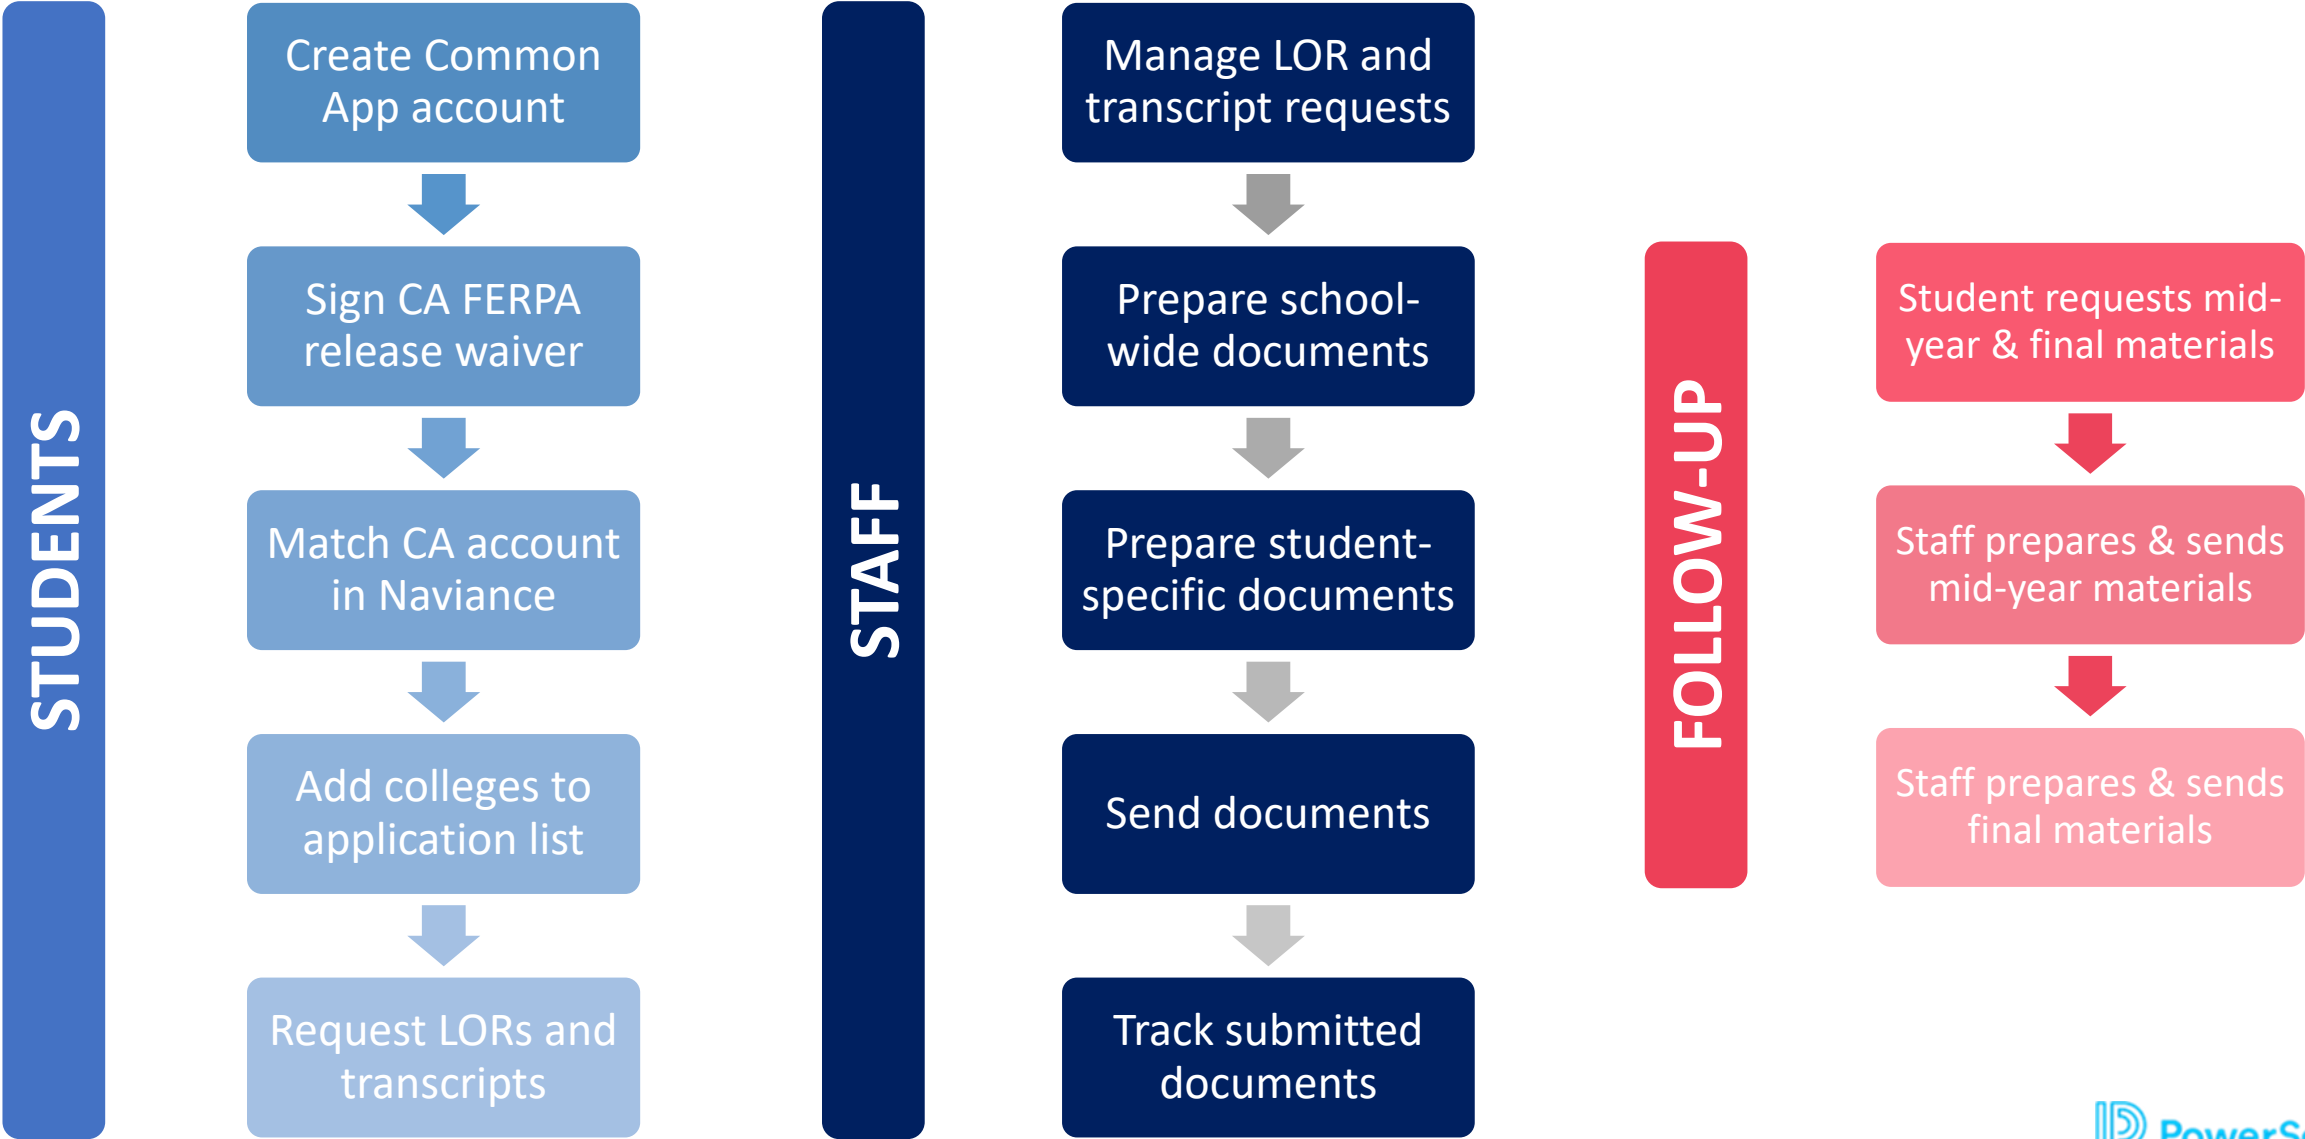 STUDENTS
Create Common
App account
Sign CA FERPA
release waiver
Match CA account
in Naviance
Add colleges to
application list
Request LORs and
transcripts
STAFF
Manage LOR and
transcript requests
Prepare school-
wide documents
Prepare student-
specific documents
Send documents
Track submitted
documents
FOLLOW-UP
Student requests mid-
year & final materials
Staff prepares & sends
mid-year materials
Staff prepares & sends
final materials